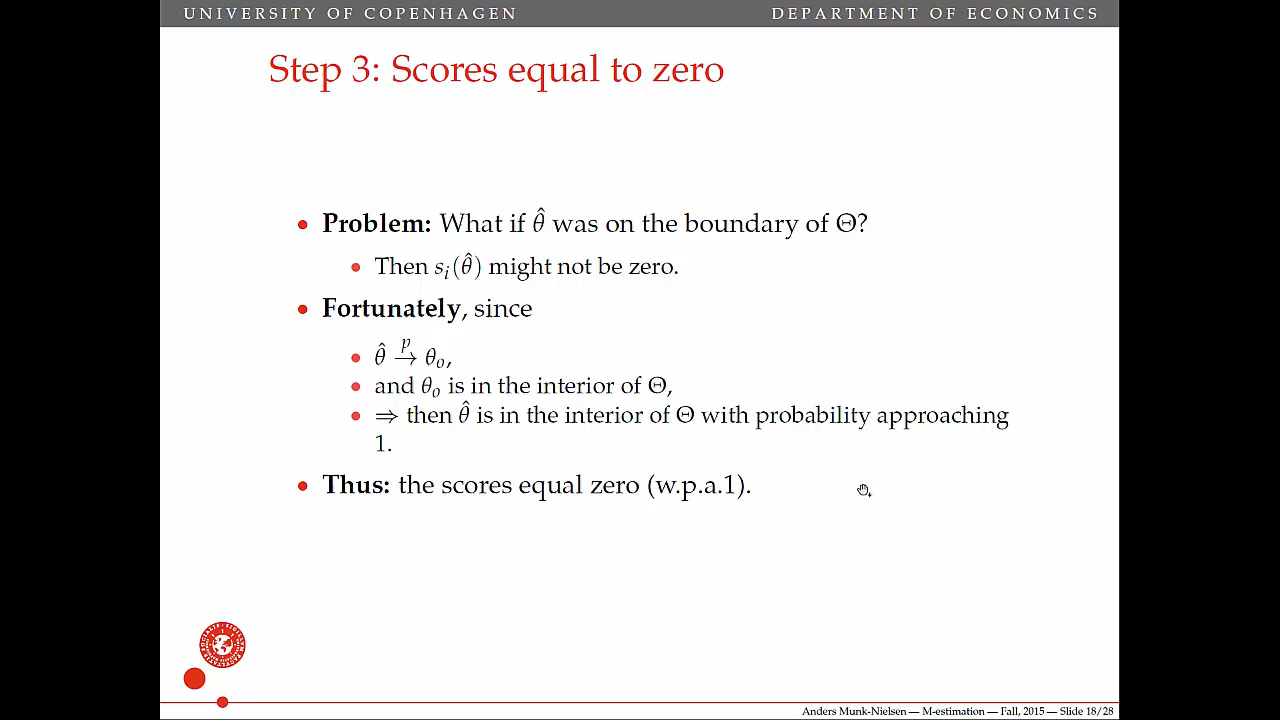 UNIVERSITY OF COPENHAGEN DEPARTMENT OF ECONOMICS
Step 3: Scores equal to zero
• Problem: What if θ̂ was on the boundary of Θ?
• Then sᵢ(θ̂) might not be zero.
• Fortunately, since
• θ̂ →ᵖ θₒ,
• and θₒ is in the interior of Θ,
• ⇒ then θ̂ is in the interior of Θ with probability approaching
1.
• Thus: the scores equal zero (w.p.a.1).
Anders Munk-Nielsen — M-estimation — Fall, 2015 — Slide 18/28